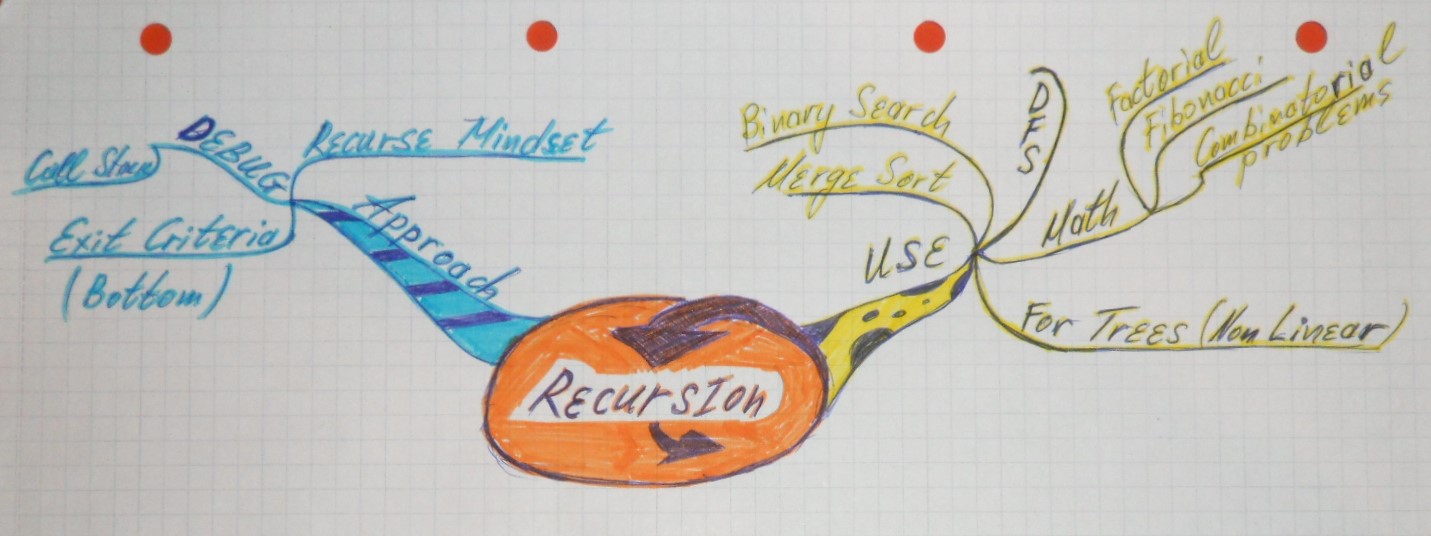 RECURSION
Approach
DEBUG
Call Stack
RECURSE MINDSET
EXIT CRITERIA
(Bottom)
USE
Binary Search
MERGE SORT
DFS
Math
Factorial
Fibonacci
Combinatorial
problems
For TREES (Non Linear)